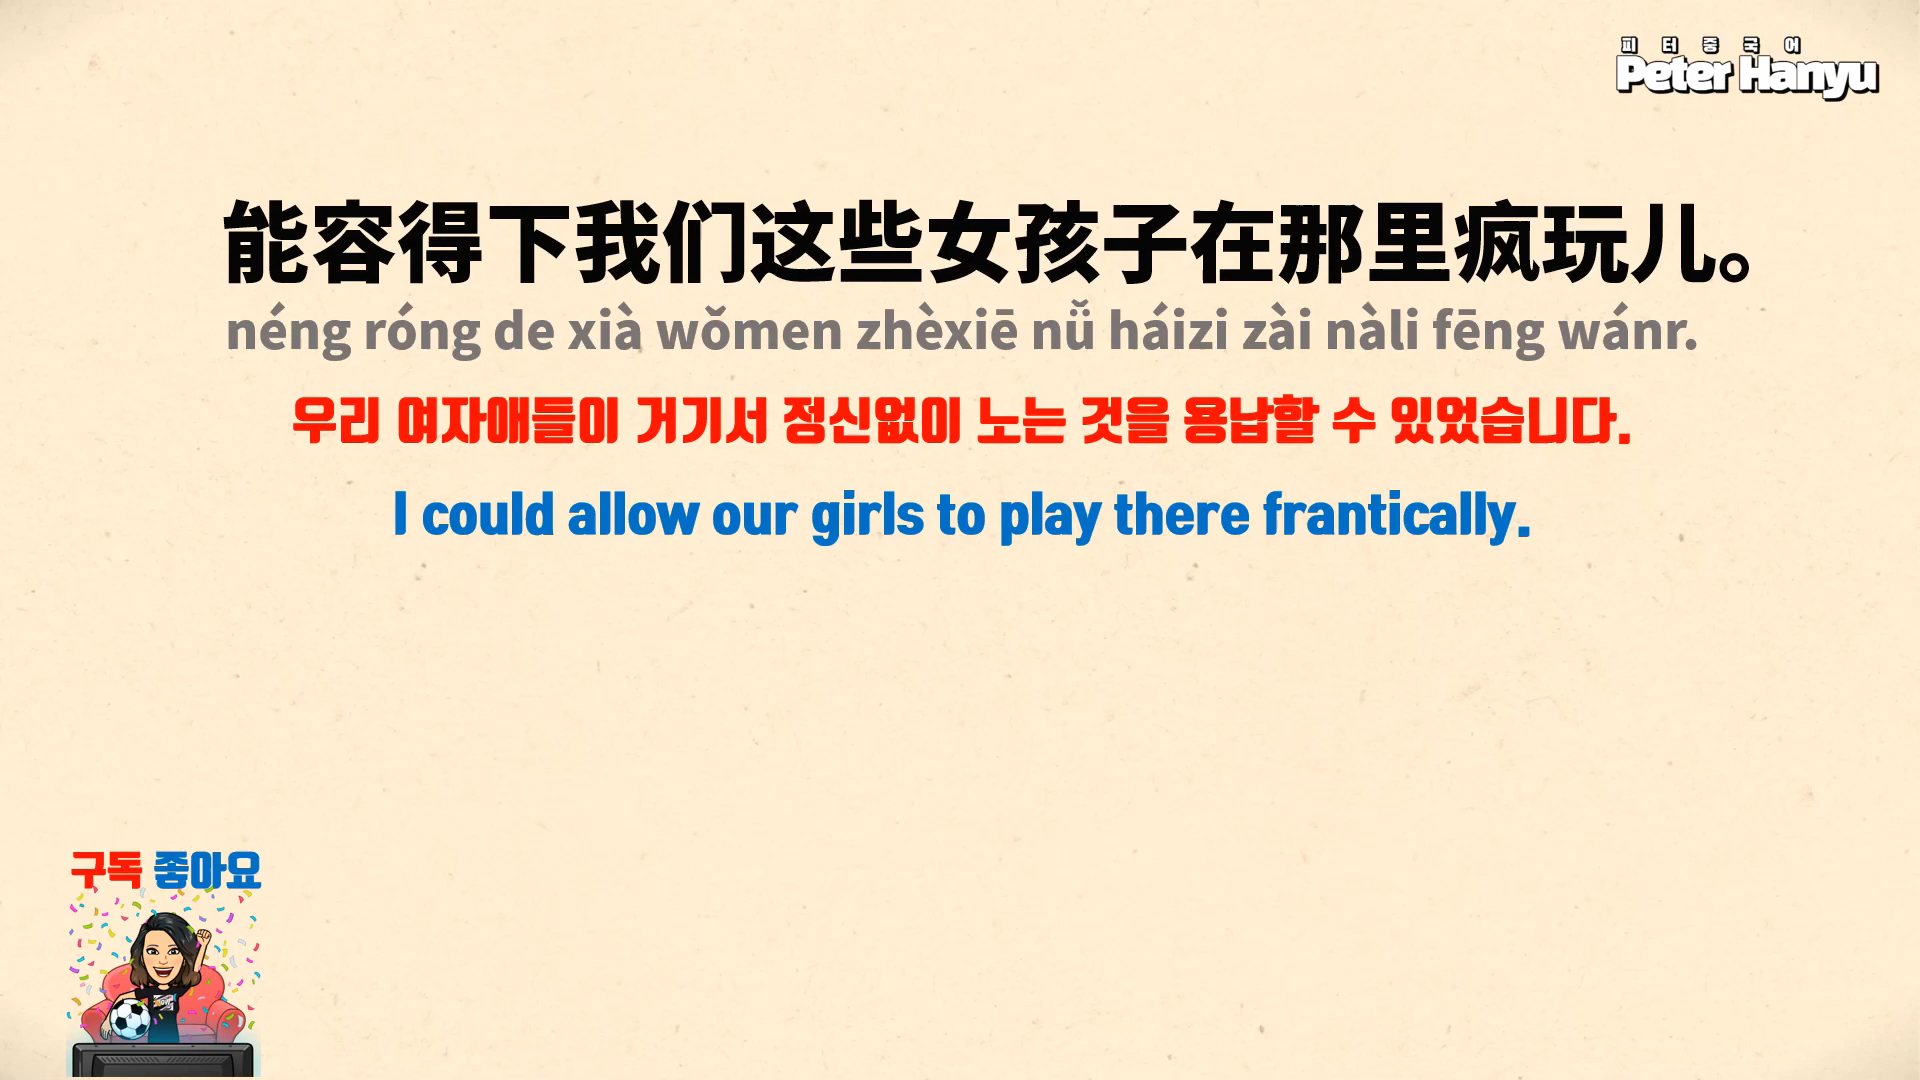 피터중국어
Peter Hanyu
能容得下我们这些女孩子在那里疯玩儿。
néng róng de xià wǒmen zhèxiē nǚ háizi zài nàli fēng wánr.
우리 여자애들이 거기서 정신없이 노는 것을 용납할 수 있었습니다.
I could allow our girls to play there frantically.
구독 좋아요